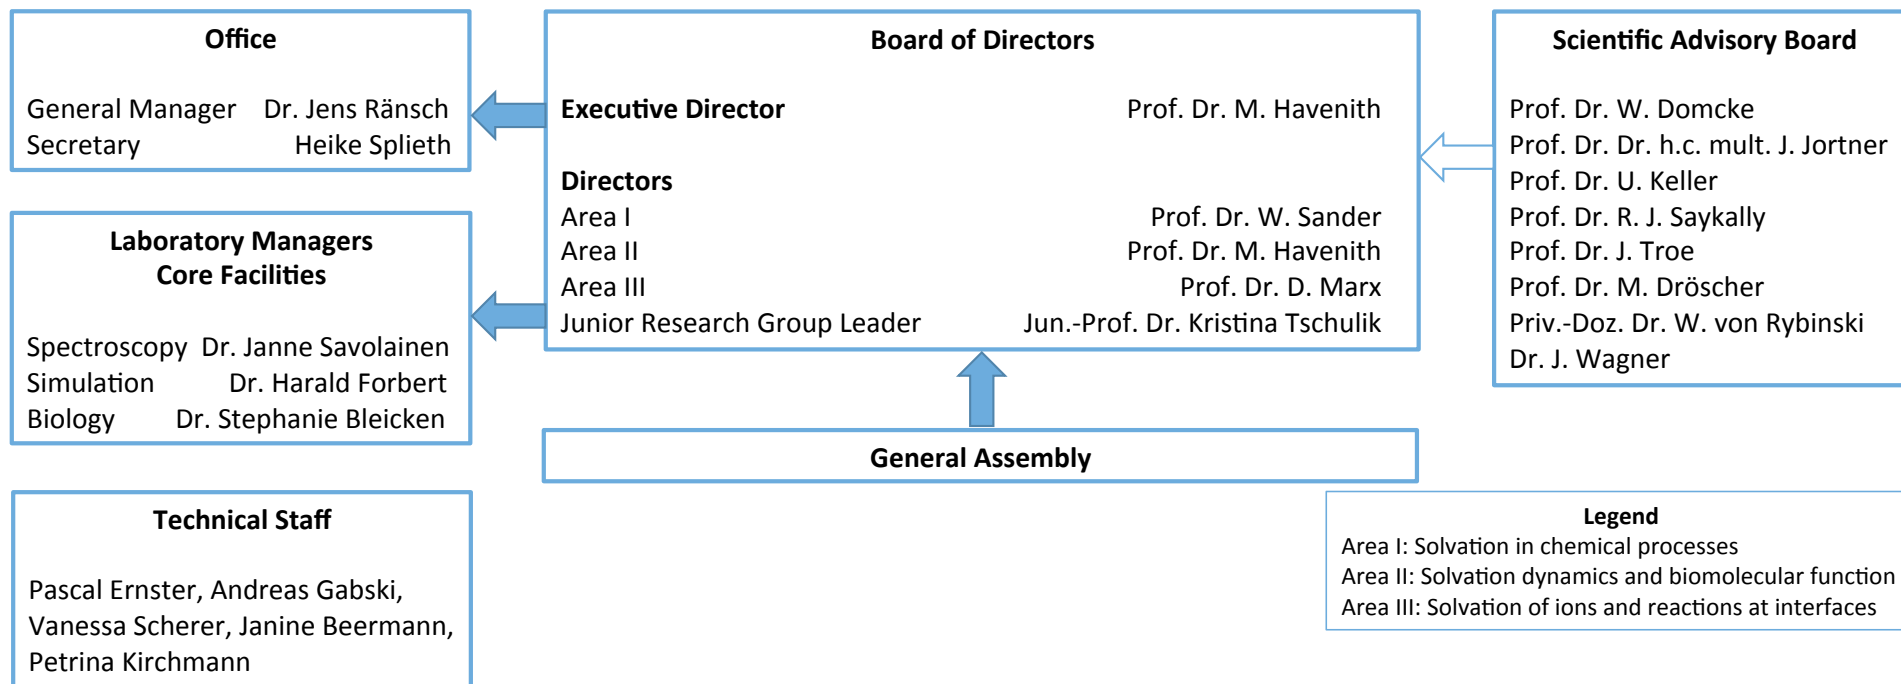 Office
General Manager Dr. Jens Ränsch
Secretary Heike Splieth
Laboratory Managers
Core Facilities
Spectroscopy Dr. Janne Savolainen
Simulation Dr. Harald Forbert
Biology Dr. Stephanie Bleicken
Technical Staff
Pascal Ernster, Andreas Gabski,
Vanessa Scherer, Janine Beermann,
Petrina Kirchmann
Board of Directors
Executive Director Prof. Dr. M. Havenith
Directors
Area I Prof. Dr. W. Sander
Area II Prof. Dr. M. Havenith
Area III Prof. Dr. D. Marx
Junior Research Group Leader Jun.-Prof. Dr. Kristina Tschulik
General Assembly
Scientific Advisory Board
Prof. Dr. W. Domcke
Prof. Dr. Dr. h.c. mult. J. Jortner
Prof. Dr. U. Keller
Prof. Dr. R. J. Saykally
Prof. Dr. J. Troe
Prof. Dr. M. Dröscher
Priv.-Doz. Dr. W. von Rybinski
Dr. J. Wagner
Legend
Area I: Solvation in chemical processes
Area II: Solvation dynamics and biomolecular function
Area III: Solvation of ions and reactions at interfaces